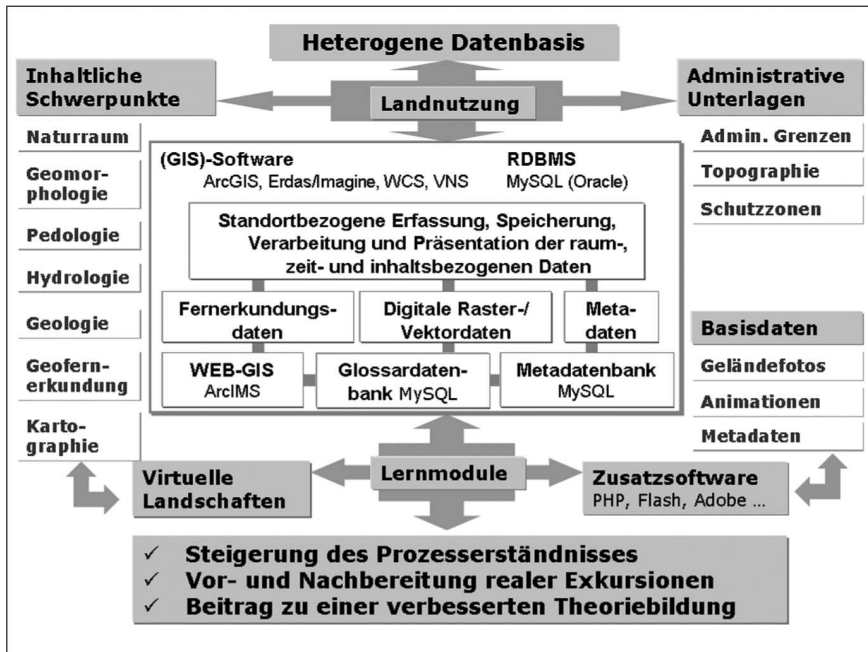 Heterogene Datenbasis
Inhaltliche
Schwerpunkte
Landnutzung
Administrative
Unterlagen
Naturraum
Geomor-
phologie
Pedologie
Hydrologie
Geologie
Geofern-
erkundung
Karto-
graphie
(GIS)-Software
ArcGIS, Erdas/Imagine, WCS, VNS
RDBMS
MySQL (Oracle)
Standortbezogene Erfassung, Speicherung,
Verarbeitung und Präsentation der raum-,
zeit- und inhaltsbezogenen Daten
Fernerkundungs-
daten
Digitale Raster-/
Vektordaten
Meta-
daten
WEB-GIS
ArcIMS
Glossardaten-
bank MySQL
Metadatenbank
MySQL
Admin. Grenzen
Topographie
Schutzzonen
Basisdaten
Geländefotos
Animationen
Metadaten
Virtuelle
Landschaften
Lernmodule
Zusatzsoftware
PHP, Flash, Adobe ...
✓ Steigerung des Prozesserständnisses
✓ Vor- und Nachbereitung realer Exkursionen
✓ Beitrag zu einer verbesserten Theoriebildung